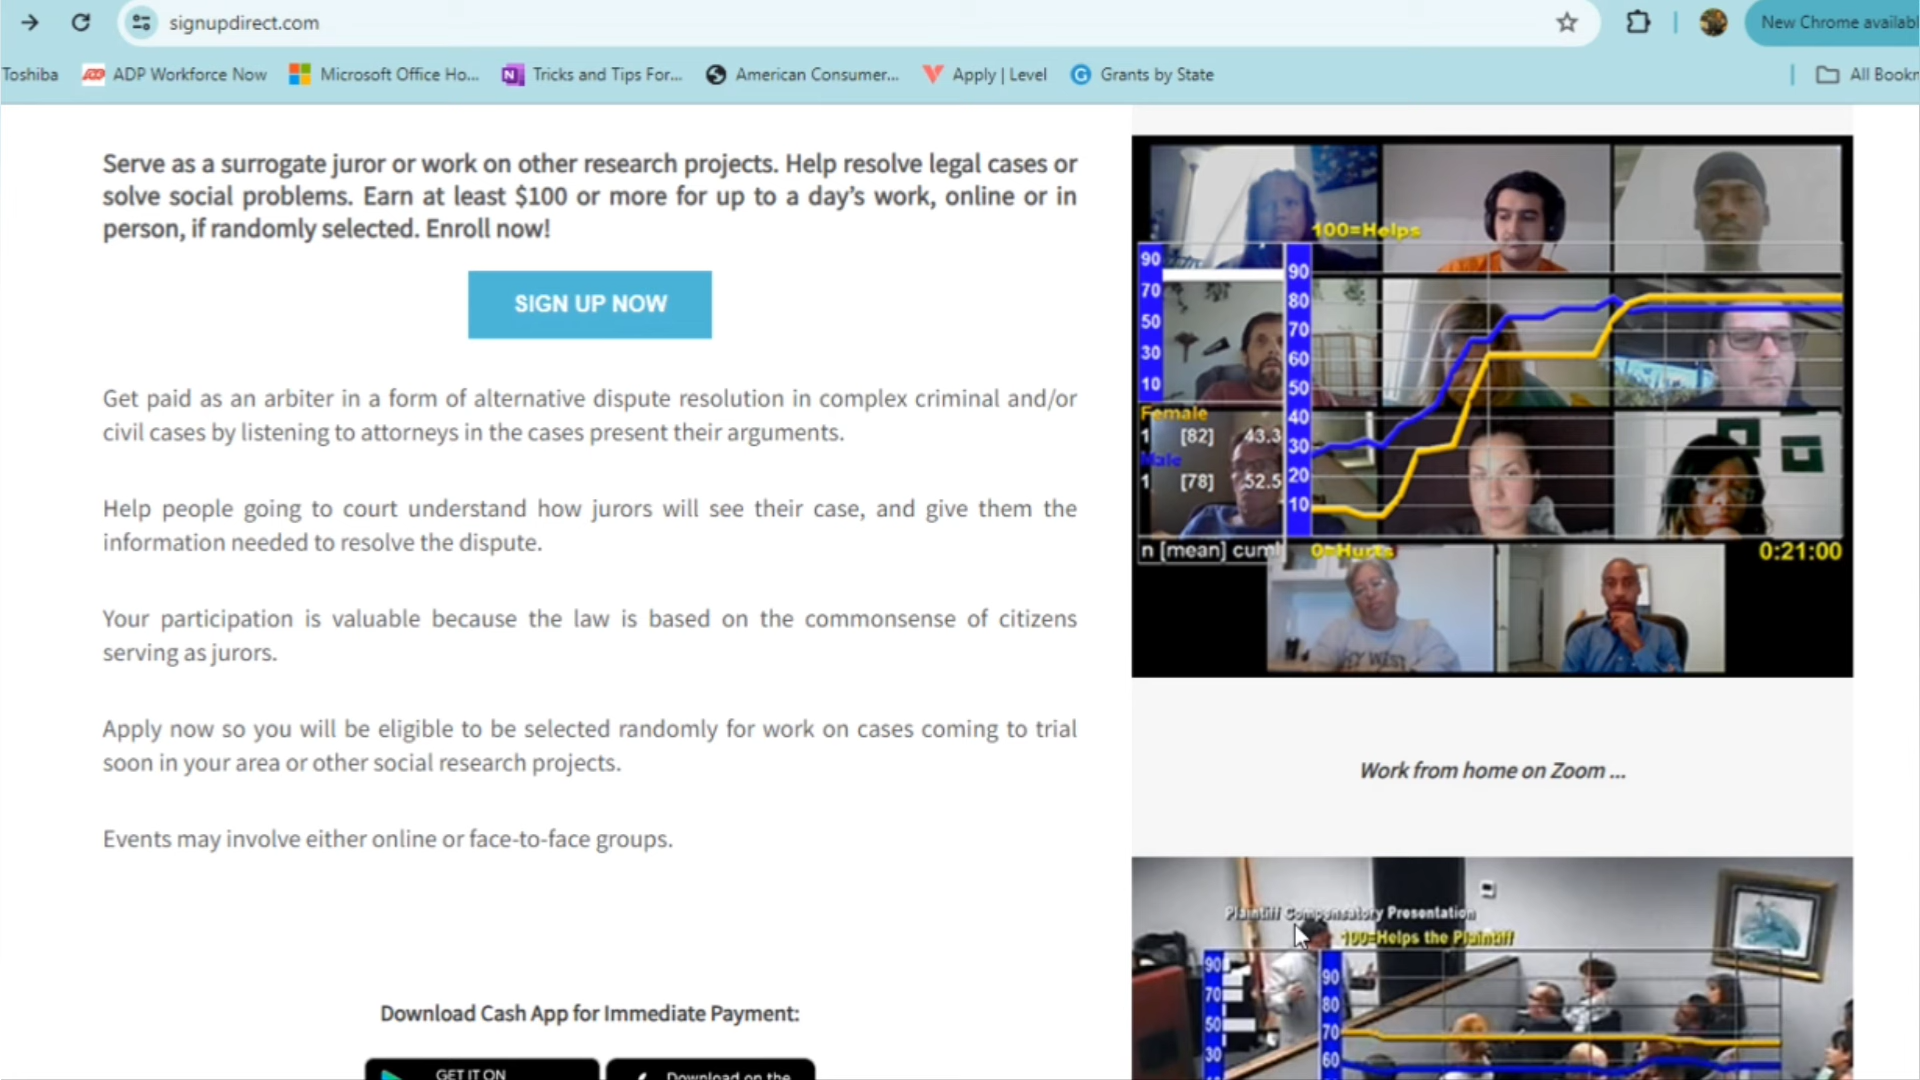 signupdirect.com
New Chrome availabl
Toshiba
ADP Workforce Now
Microsoft Office Ho...
Tricks and Tips For...
American Consumer...
Apply | Level
Grants by State
All Bookn
Serve as a surrogate juror or work on other research projects. Help resolve legal cases or
solve social problems. Earn at least $100 or more for up to a day's work, online or in
person, if randomly selected. Enroll now!
SIGN UP NOW
Get paid as an arbiter in a form of alternative dispute resolution in complex criminal and/or
civil cases by listening to attorneys in the cases present their arguments.
Help people going to court understand how jurors will see their case, and give them the
information needed to resolve the dispute.
Your participation is valuable because the law is based on the commonsense of citizens
serving as jurors.
Apply now so you will be eligible to be selected randomly for work on cases coming to trial
soon in your area or other social research projects.
Events may involve either online or face-to-face groups.
Download Cash App for Immediate Payment:
GET IT ON
Download on the
100=Helps
90
70
50
30
10
90
80
70
60
50
40
30
20
10
Female
1 [82] 43.3
Male
1 [78] 52.5
n [mean] cuml
0=Hurts
0:21:00
WEST
Work from home on Zoom ...
Plaintiff Compensatory Presentation
100=Helps the Plaintiff
90
70
50
30
90
80
70
60